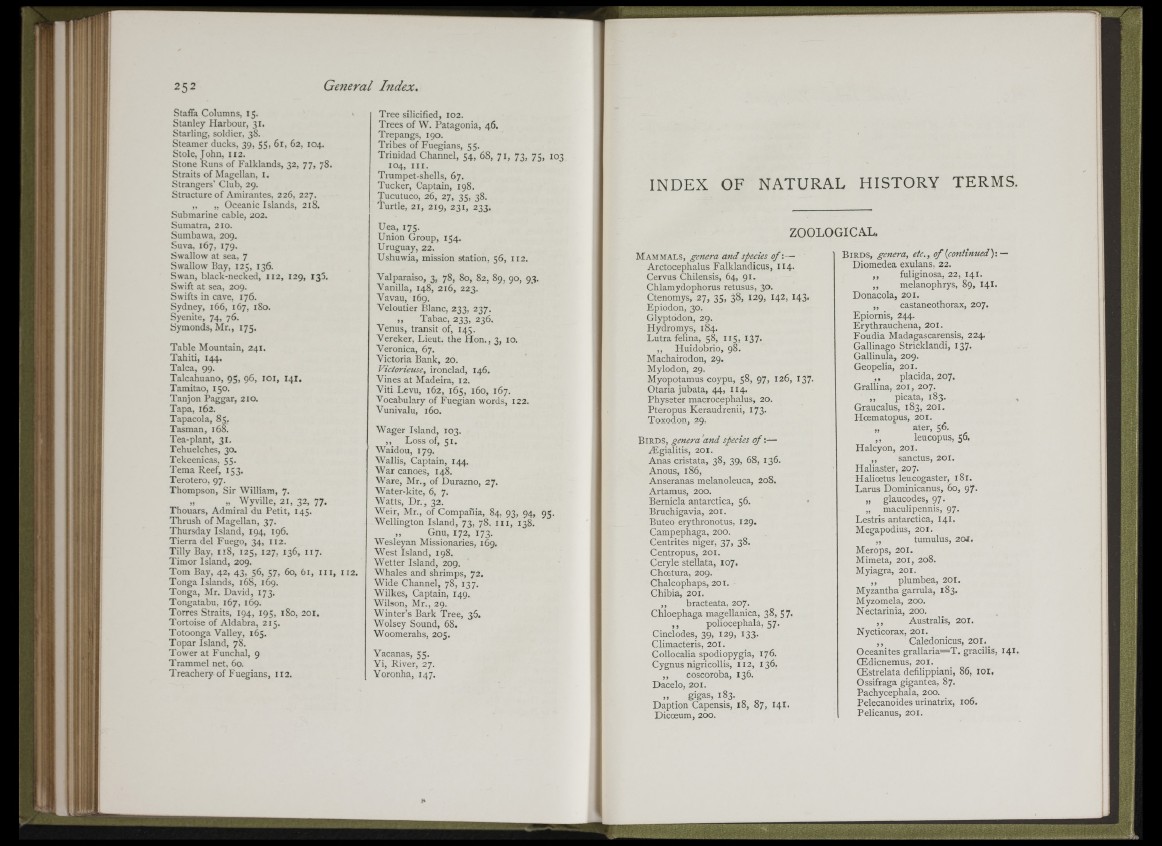 252
General Index.
Staffa Columns, 15.
Stanley Harbour, 31.
Starling, soldier, 38.
Steamer ducks, 39, 55, 61, 62, 104.
Stole, John, 112.
Stone Runs of Falklands, 32, 77, 78.
Straits of Magellan, 1.
Strangers' Club, 29.
Structure of Amirantes, 226, 227.
„ „ Oceanic Islands, 218.
Submarine cable, 202.
Sumatra, 210.
Sumbawa, 209.
Suva, 167, 179.
Swallow at sea, 7
Swallow Bay, 125, 136.
Swan, black-necked, 112, 129, 136.
Swift at sea, 209.
Swifts in cave, 176.
Sydney, 166, 167, 180.
Syenite, 74, 76.
Symonds, Mr., 175.
Table Mountain, 241.
Tahiti, 144.
Talca, 99.
Talcahuano, 95, 96, 101, 141.
Tamitao, 150.
Tanjon Paggar, 210.
Tapa, 162.
Tapacola, 85.
Tasman, 168.
Tea-plant, 31.
Tehuelches, 30.
Tekeenicas, 55.
Tema Reef, 153.
Terotero, 97.
Thompson, Sir William, 7.
„ „ Wyville, 21, 32, 77.
Thouars, Admiral du Petit, 145.
Thrush of Magellan, 37.
Thursday Island, 194, 196.
Tierra del Fuego, 34, 112.
Tilly Bay, 118, 125, 127, 136, 117.
Timor Island, 209.
Tom Bay, 42, 43, 56, 57, 60, 61, 111, 112.
Tonga Islands, 168, 169.
Tonga, Mr. David, 173.
Tongatabu, 167, 169.
Torres Straits, 194, 195, 180, 201.
Tortoise of Aldabra, 215.
Totoonga Valley, 165.
Topar Island, 78.
Tower at Funchal, 9
Trammel net, 60.
Treachery of Fuegians, 112.
Tree silicified, 102.
Trees of W. Patagonia, 46.
Trepangs, 190.
Tribes of Fuegians, 55.
Trinidad Channel, 54, 68, 71, 73, 75, 103
104, 111.
Trumpet-shells, 67.
Tucker, Captain, 198.
Tucutuco, 26, 27, 35, 38.
Turtle, 21, 219, 231, 233.
Uea, 175.
Union Group, 154.
Uruguay, 22.
Ushuwia, mission station, 56, 112.
Valparaiso, 3, 78, 80, 82, 89, 90, 93.
Vanilla, 148, 216, 223.
Vavau, 169.
Veloutier Blanc, 233, 237.
„ Tabac, 233, 236.
Venus, transit of, 145.
Vereker, Lieut. the Hon., 3, 10.
Veronica, 67.
Victoria Bank, 20.
Victorieuse, ironclad, 146.
Vines at Madeira, 12.
Viti Levu, 162, 165, 160, 167.
Vocabulary of Fuegian words, 122.
Vunivalu, 160.
Wager Island, 103.
„ Loss of, 51.
Waidou, 179.
Wallis, Captain, 144.
War canoes, 148.
Ware, Mr., of Durazno, 27.
Water-kite, 6, 7.
Watts, Dr., 32.
Weir, Mr., of Compañia, 84, 93, 94, 95.
Wellington Island, 73, 78, 111, 138.
„ Gnu, 172, 173.
Wesleyan Missionaries, 169.
West Island, 198.
Wetter Island, 209.
Whales and shrimps, 72.
Wide Channel, 78, 137.
Wilkes, Captain, 149.
Wilson, Mr., 29.
Winter's Bark Tree, 36.
Wolsey Sound, 68.
Woomerahs, 205.
Yacanas, 55.
Yi, River, 27.
Yoronha, 147.
INDEX OF NATURAL HISTORY TERMS.
ZOOLOGICAL.
MAMMALS, genera and species of:—
Arctocephalus Falklandicus, 114.
Cervus Chilensis, 64, 91.
Chlamydophorus retusus, 30.
Ctenomys, 27, 35, 38, 129, 142, 143.
Epiodon, 30.
Glyptodon, 29.
Hydromys, 184.
Lutra felina, 58, 115, 137.
„ Huidobrio, 98.
Machairodon, 29.
Mylodon, 29.
Myopotamus coypu, 58, 97, 126, 137.
Otaria jubata, 44, 114.
Physeter macrocephalus, 20.
Pteropus Keraudrenii, 173.
Toxodon, 29.
BIRDS, genera and species of:—
Ægialitis, 201.
Anas cristata, 38, 39, 68, 136.
Anous, 186,
Anseranas melanoleuca, 208.
Artamus, 200.
Bernicla antarctica, 56.
Bruchigavia, 201.
Buteo erythronotus, 129.
Campephaga, 200.
Centrites niger, 37, 38.
Centropus, 201.
Ceryle stellata, 107.
Chœtura, 209.
Chalcophaps, 201.
Chibia, 201.
„ bracteata, 207.
Chloephaga magellanica, 38, 57.
„ poliocephala, 57.
Cinclodes, 39, 129, 133.
Climacteris, 201.
Collocalia spodiopygia, 176.
Cygnus nigricollis, 112, 136.
„ coscoroba, 136.
Dacelo, 201.
„ gigas, 183.
Daption Capensis, 18, 87, 141.
Dicœum, 200.
BIRDS, genera, etc., of (continued):—
Diomedea exulans, 22.
„ fuliginosa, 22, 141.
„ melanophrys, 89, 141.
Donacola, 201.
„ castaneothorax, 207.
Epiornis, 244.
Erythrauchena, 201.
Foudia Madagascarensis, 224.
Gallinago Stricklandi, 137.
Gallinula, 209.
Geopelia, 201.
„ placida, 207.
Grallina, 201, 207.
„ picata, 183.
Graucalus, 183, 201.
Hœmatopus, 201.
„ ater, 56.
„ leucopus, 56.
Halcyon, 201.
„ sanctus, 201.
Haliaster, 207.
Haliœtus leucogaster, 181.
Larus Dominicanus, 60, 97.
„ glaucodes, 97.
„ maculipennis, 97.
Lestris antarctica, 141.
Megapodius, 201.
„ tumulus, 201.
Merops, 201.
Mimeta, 201, 208.
Myiagra, 201.
„ plumbea, 201.
Myzantha garrula, 183.
Myzomela, 200.
Nectarinia, 200.
„ Australis, 201.
Nycticorax, 201.
„ Caledonicus, 201.
Oceanites grallaria=T. gracilis, 141.
Œdicnemus, 201.
Œstrelata defilippiani, 86, 101.
Ossifraga gigantea, 87.
Pachycephala, 200.
Pelecanoides urinatrix, 106.
Pelicanus, 201.